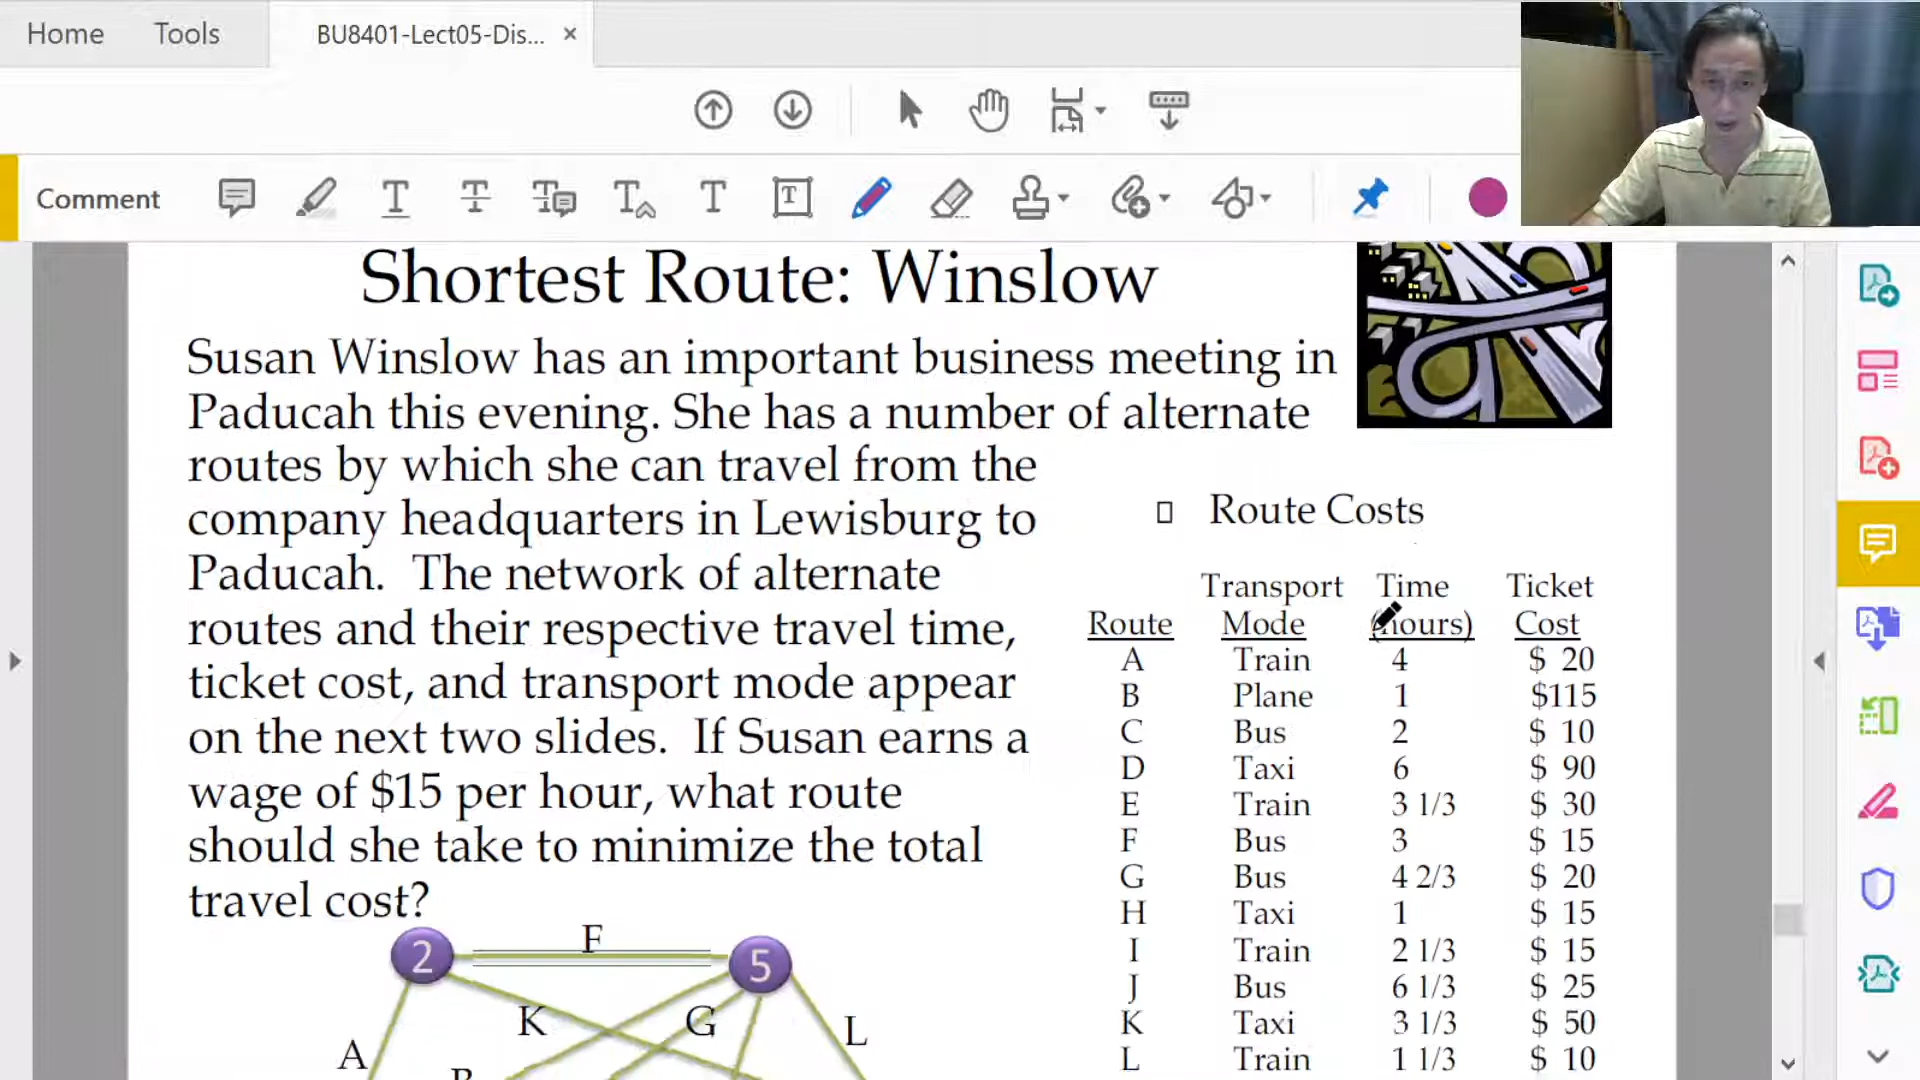 Home
Tools
BU8401-Lect05-Dis... ×
Comment
Shortest Route: Winslow
Susan Winslow has an important business meeting in
Paducah this evening. She has a number of alternate
routes by which she can travel from the
company headquarters in Lewisburg to
Paducah. The network of alternate
routes and their respective travel time,
ticket cost, and transport mode appear
on the next two slides. If Susan earns a
wage of $15 per hour, what route
should she take to minimize the total
travel cost?
Route Costs
Transport Time Ticket
Route Mode (hours) Cost
A Train 4 $ 20
B Plane 1 $115
C Bus 2 $ 10
D Taxi 6 $ 90
E Train 3 1/3 $ 30
F Bus 3 $ 15
G Bus 4 2/3 $ 20
H Taxi 1 $ 15
I Train 2 1/3 $ 15
J Bus 6 1/3 $ 25
K Taxi 3 1/3 $ 50
L Train 1 1/3 $ 10
2 F 5
K G L
A
B